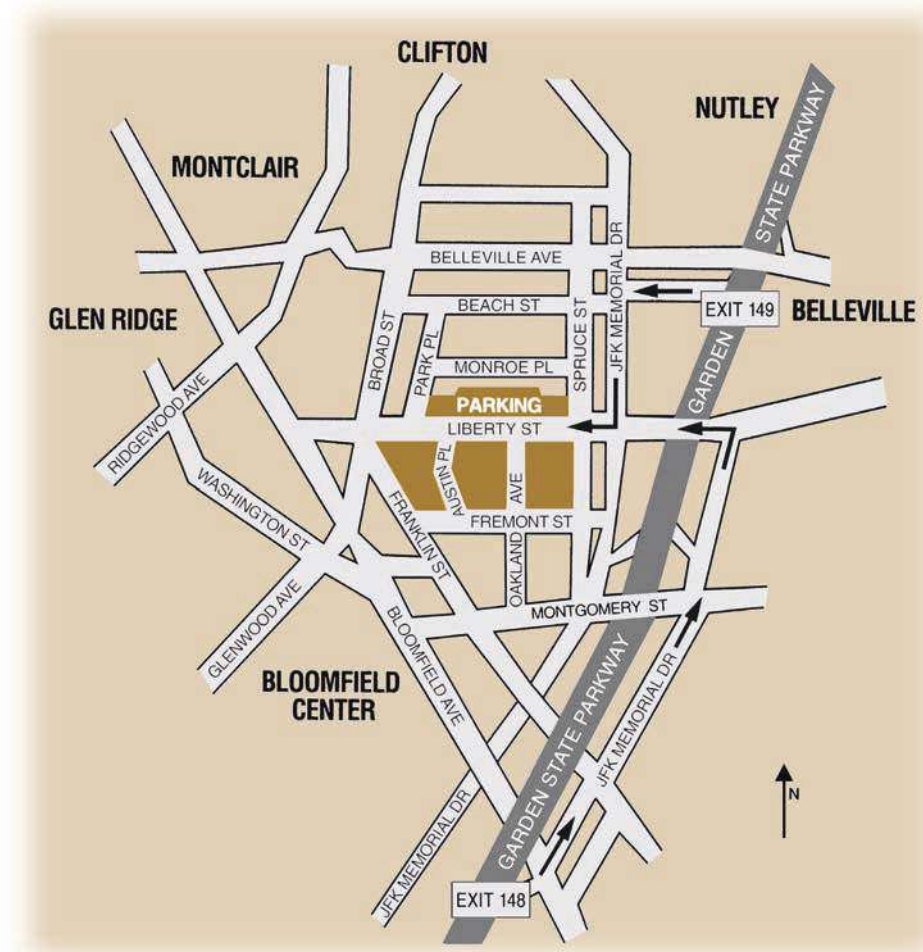 CLIFTON
NUTLEY
STATE PARKWAY
MONTCLAIR
BELLEVILLE AVE
JFK MEMORIAL DR
GLEN RIDGE
BEACH ST
EXIT 149
BELLEVILLE
BROAD ST
PARK PL
SPRUCE ST
GARDEN
MONROE PL
PARKING
LIBERTY ST
RIDGEWOOD AVE
AUSTIN PL
OAKLAND AVE
WASHINGTON ST
FRANKLIN ST
FREMONT ST
GLENWOOD AVE
MONTGOMERY ST
BLOOMFIELD AVE
BLOOMFIELD
CENTER
GARDEN STATE PARKWAY
JFK MEMORIAL DR
JFK MEMORIAL DR
N
EXIT 148